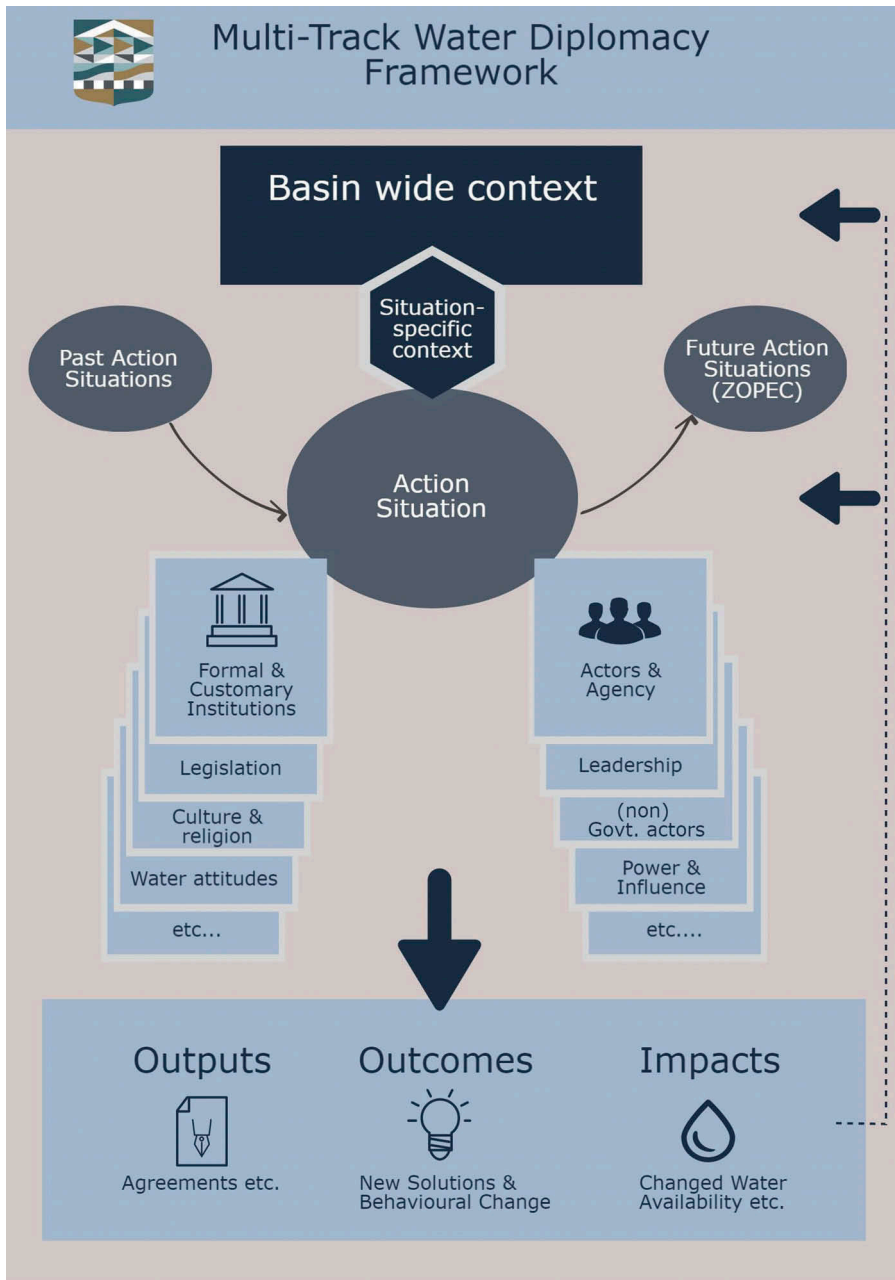 Multi-Track Water Diplomacy
Framework
Basin wide context
Situation-
specific
context
Past Action
Situations
Future Action
Situations
(ZOPEC)
Action
Situation
Formal &
Customary
Institutions
Legislation
Culture &
religion
Water attitudes
etc...
Actors &
Agency
Leadership
(non)
Govt. actors
Power &
Influence
etc....
Outputs
Agreements etc.
Outcomes
New Solutions &
Behavioural Change
Impacts
Changed Water
Availability etc.